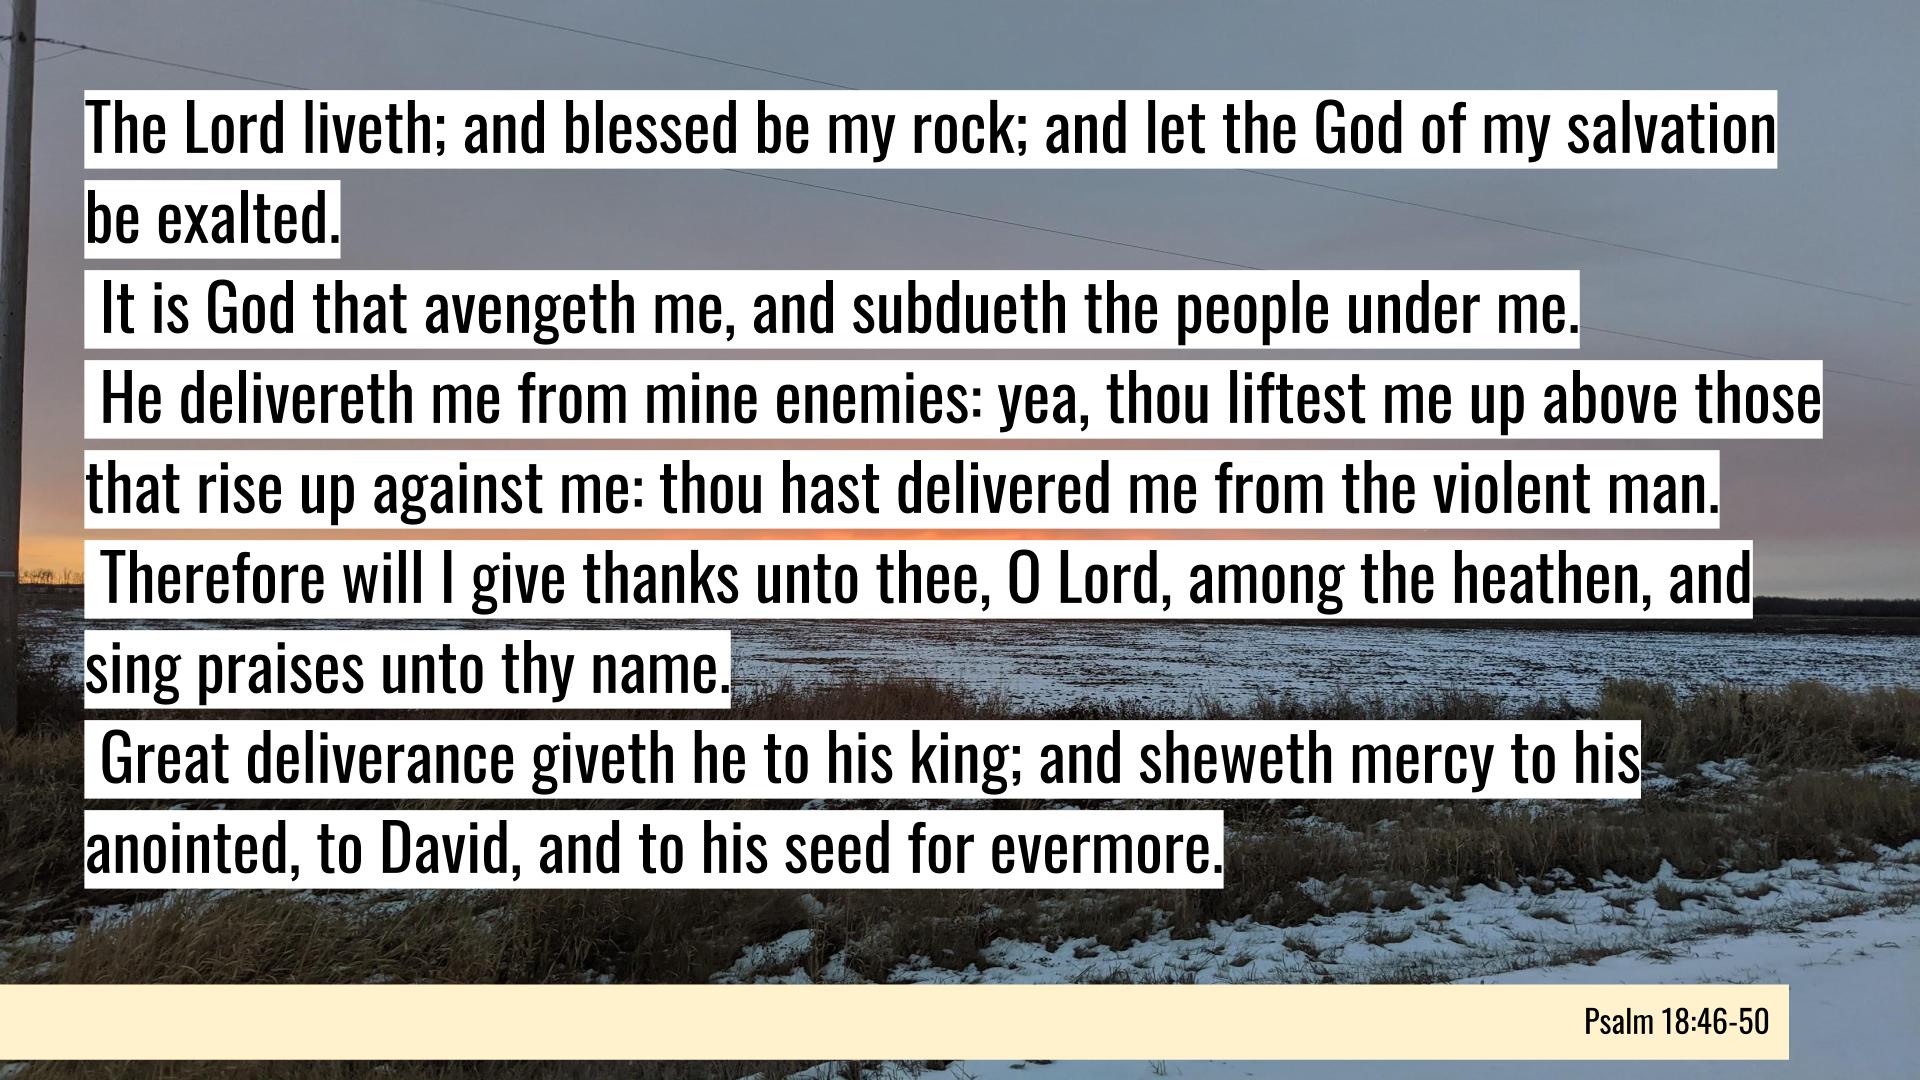 The Lord liveth; and blessed be my rock; and let the God of my salvation
be exalted.
It is God that avengeth me, and subdueth the people under me.
He delivereth me from mine enemies: yea, thou liftest me up above those
that rise up against me: thou hast delivered me from the violent man.
Therefore will I give thanks unto thee, O Lord, among the heathen, and
sing praises unto thy name.
Great deliverance giveth he to his king; and sheweth mercy to his
anointed, to David, and to his seed for evermore.
Psalm 18:46-50